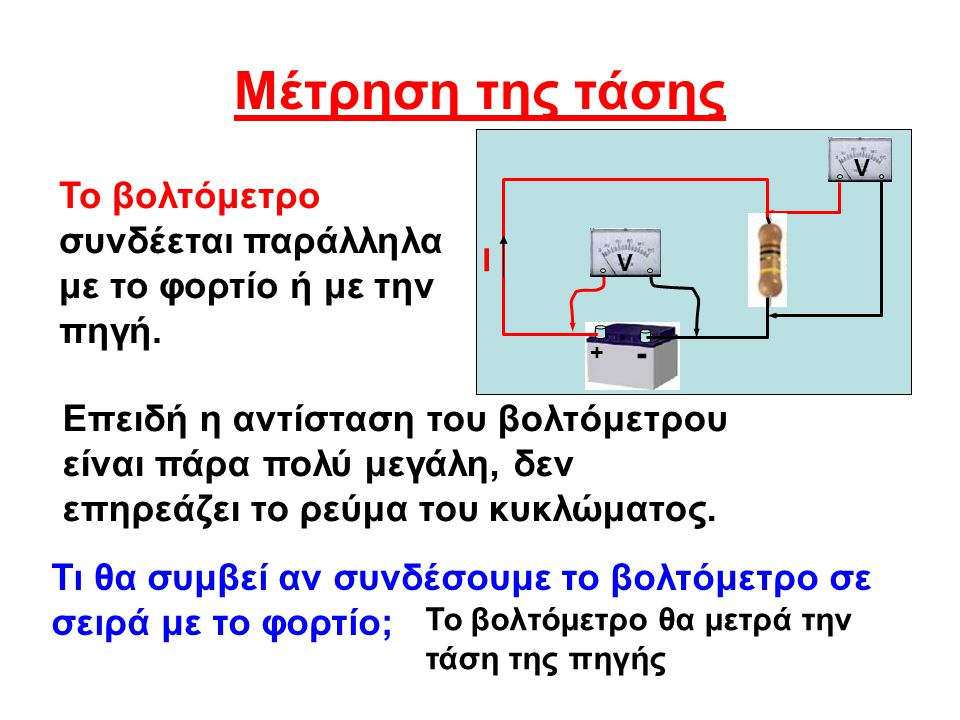 Μέτρηση της τάσης
Το βολτόμετρο
συνδέεται παράλληλα
με το φορτίο ή με την
πηγή.
V
I
V
+ -
Επειδή η αντίσταση του βολτόμετρου
είναι πάρα πολύ μεγάλη, δεν
επηρεάζει το ρεύμα του κυκλώματος.
Τι θα συμβεί αν συνδέσουμε το βολτόμετρο σε
σειρά με το φορτίο;
Το βολτόμετρο θα μετρά την
τάση της πηγής